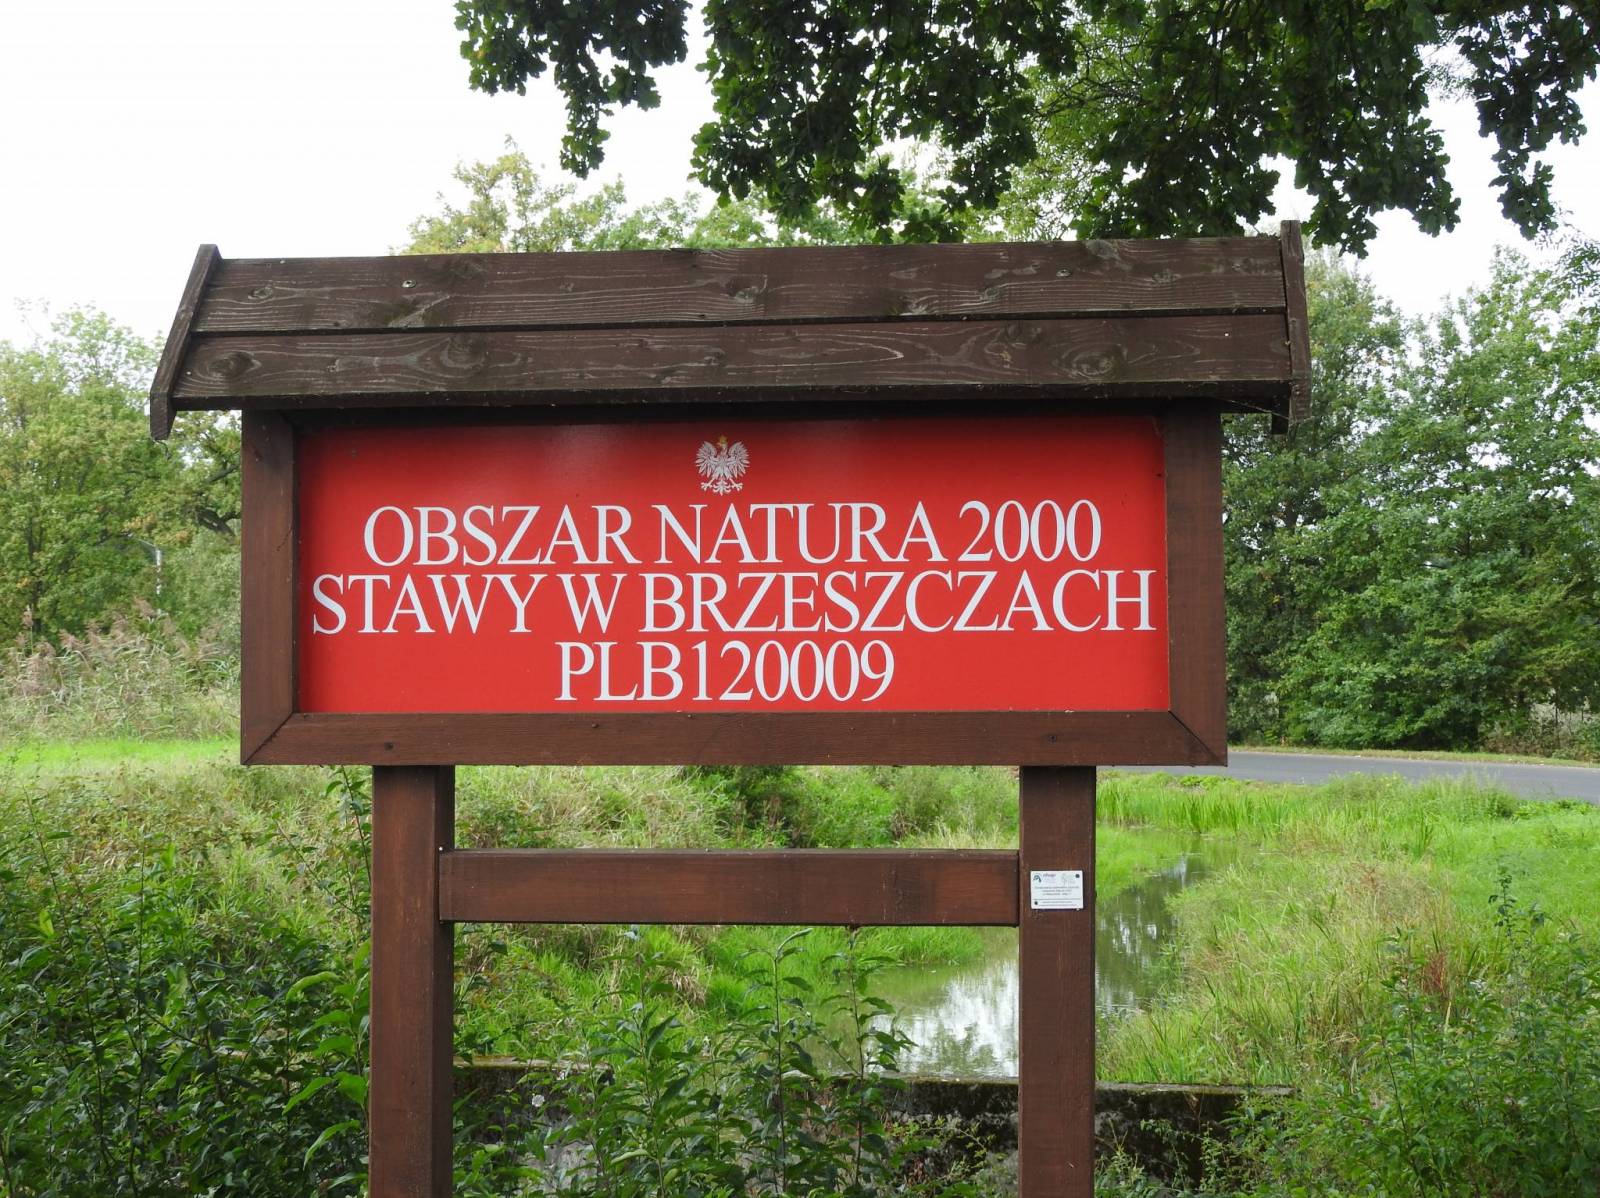 OBSZAR NATURA 2000
STAWY W BRZESZCZACH
PLB120009